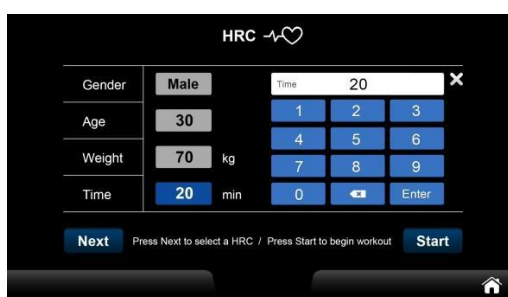 HRC
Gender Male
Age 30
Weight 70 kg
Time 20 min
Time 20
1 2 3
4 5 6
7 8 9
0 Enter
Next Press Next to select a HRC / Press Start to begin workout Start